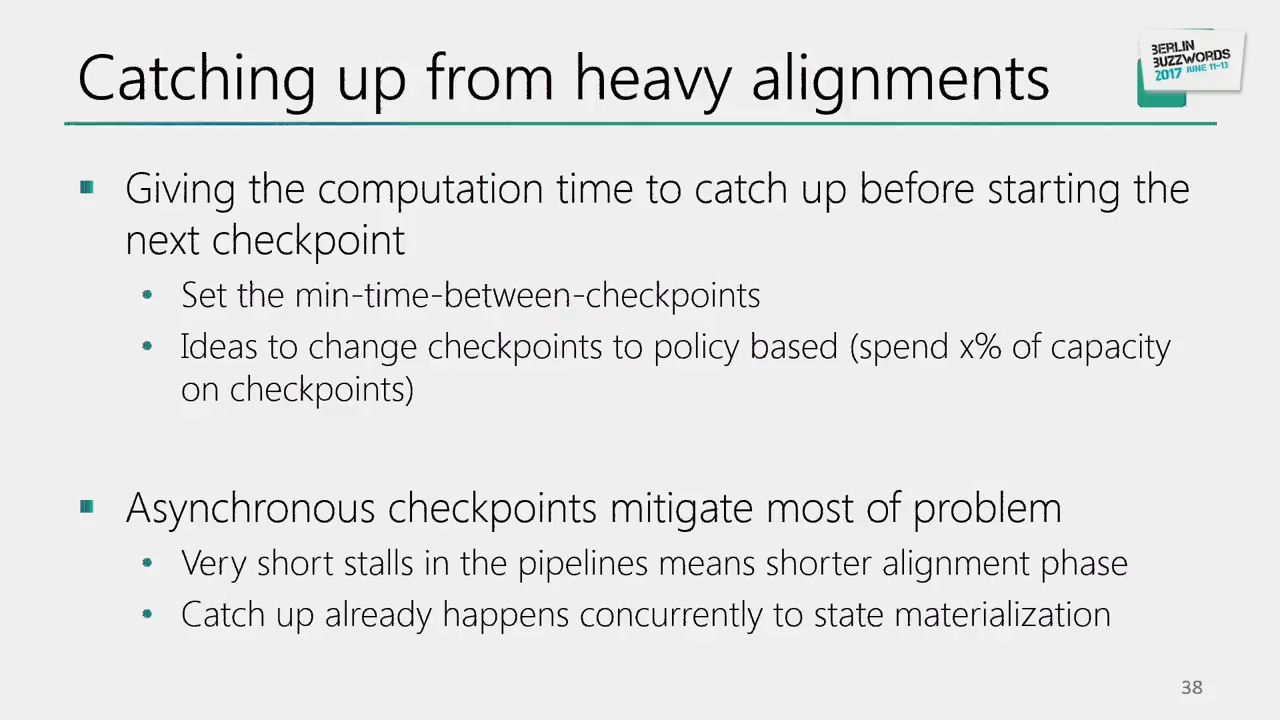 Catching up from heavy alignments
BERLIN
BUZZWORDS
2017 JUNE 11-13
Giving the computation time to catch up before starting the
next checkpoint
Set the min-time-between-checkpoints
Ideas to change checkpoints to policy based (spend x% of capacity
on checkpoints)
Asynchronous checkpoints mitigate most of problem
Very short stalls in the pipelines means shorter alignment phase
Catch up already happens concurrently to state materialization
38